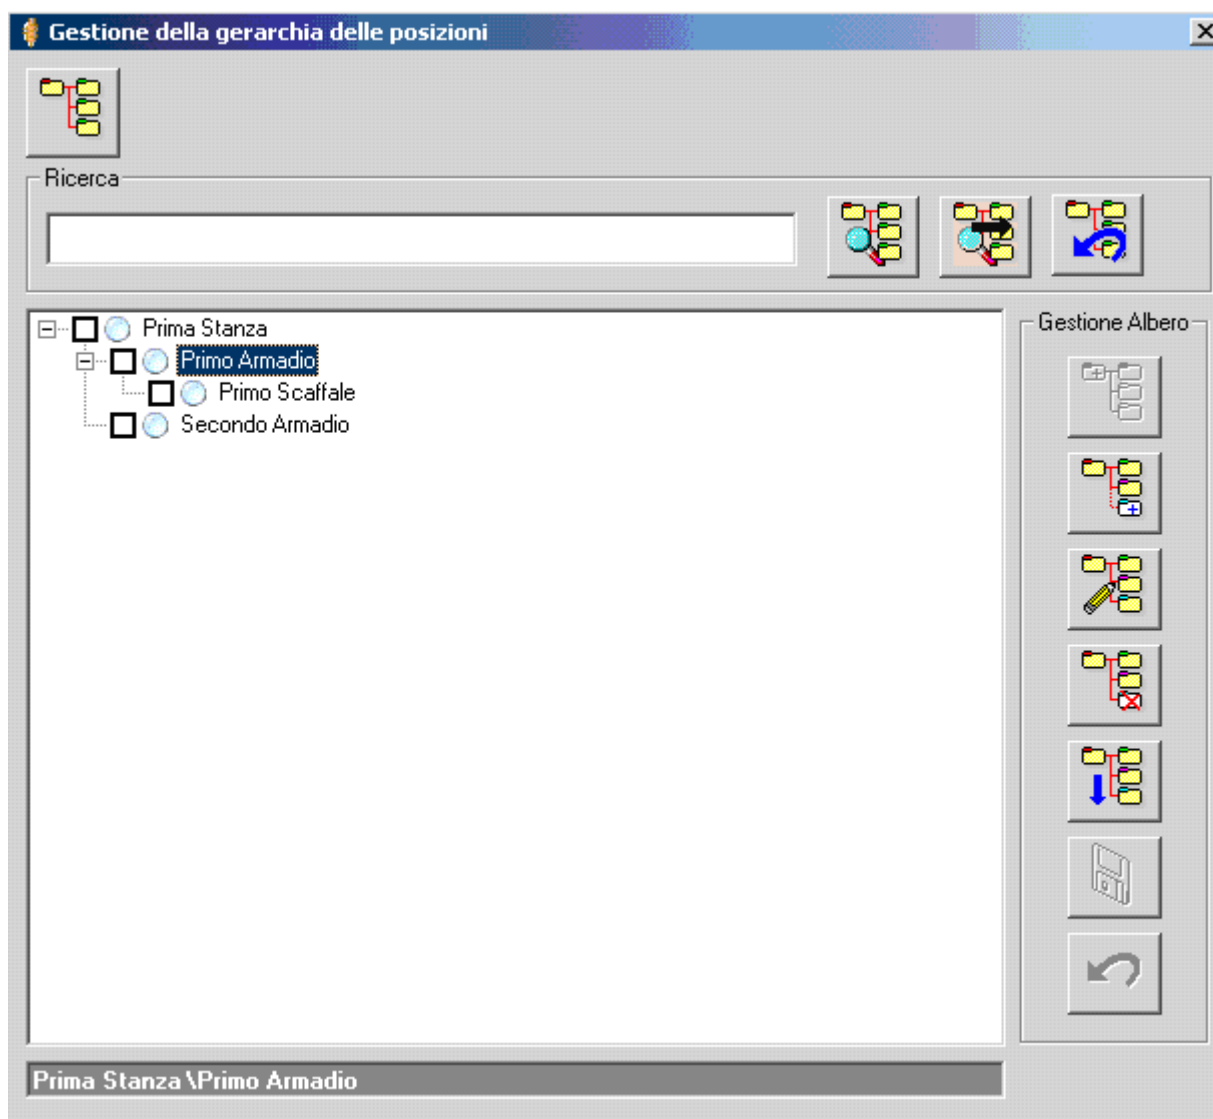 Gestione della gerarchia delle posizioni
Ricerca
Prima Stanza
Gestione Albero
Primo Armadio
Primo Scaffale
Secondo Armadio
Prima Stanza\Primo Armadio